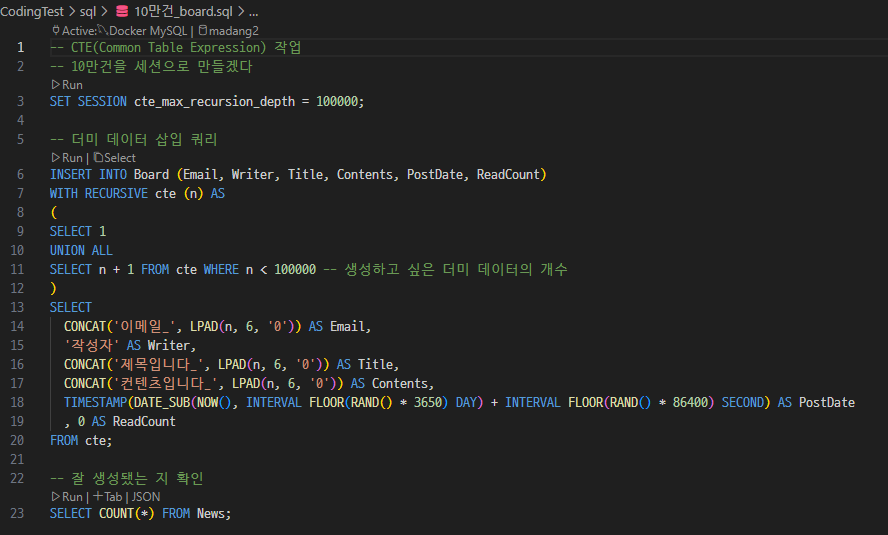 CodingTest > sql > 10만건_board.sql > ...
Active: Docker MySQL | madang2
1 -- CTE(Common Table Expression) 작업
2 -- 10만건을 세션으로 만들겠다
▷Run
3 SET SESSION cte_max_recursion_depth = 100000;
4
5 -- 더미 데이터 삽입 쿼리
▷Run | Select
6 INSERT INTO Board (Email, Writer, Title, Contents, PostDate, ReadCount)
7 WITH RECURSIVE cte (n) AS
8 (
9 SELECT 1
10 UNION ALL
11 SELECT n + 1 FROM cte WHERE n < 100000 -- 생성하고 싶은 더미 데이터의 개수
12 )
13 SELECT
14 CONCAT('이메일_', LPAD(n, 6, '0')) AS Email,
15 '작성자' AS Writer,
16 CONCAT('제목입니다_', LPAD(n, 6, '0')) AS Title,
17 CONCAT('컨텐츠입니다_', LPAD(n, 6, '0')) AS Contents,
18 TIMESTAMP(DATE_SUB(NOW(), INTERVAL FLOOR(RAND() * 3650) DAY) + INTERVAL FLOOR(RAND() * 86400) SECOND) AS PostDate
19 , 0 AS ReadCount
20 FROM cte;
21
22 -- 잘 생성됐는 지 확인
▷Run | +Tab | JSON
23 SELECT COUNT(*) FROM News;